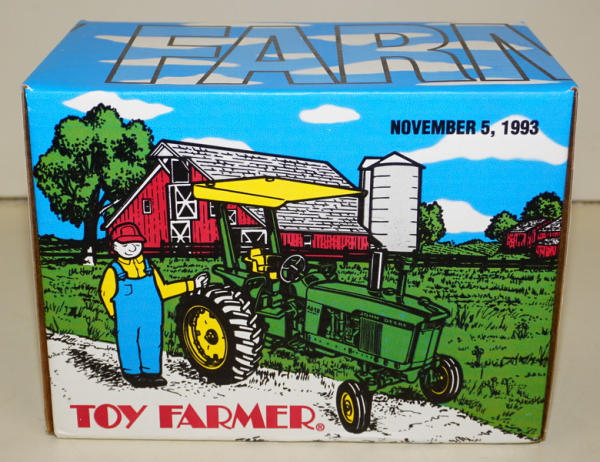 FARM
NOVEMBER 5, 1993
JOHN DEERE
TOY FARMER®